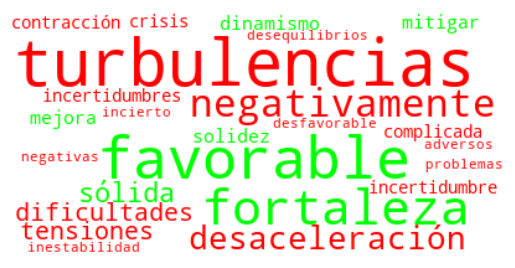 contracción crisis dinamismo mitigar
desequilibrios
turbulencias
incertidumbres negativamente
mejora incierto desfavorable
solidez complicada
negativas favorable adversos
problemas
sólida incertidumbre
dificultades fortaleza
tensiones desaceleración
inestabilidad